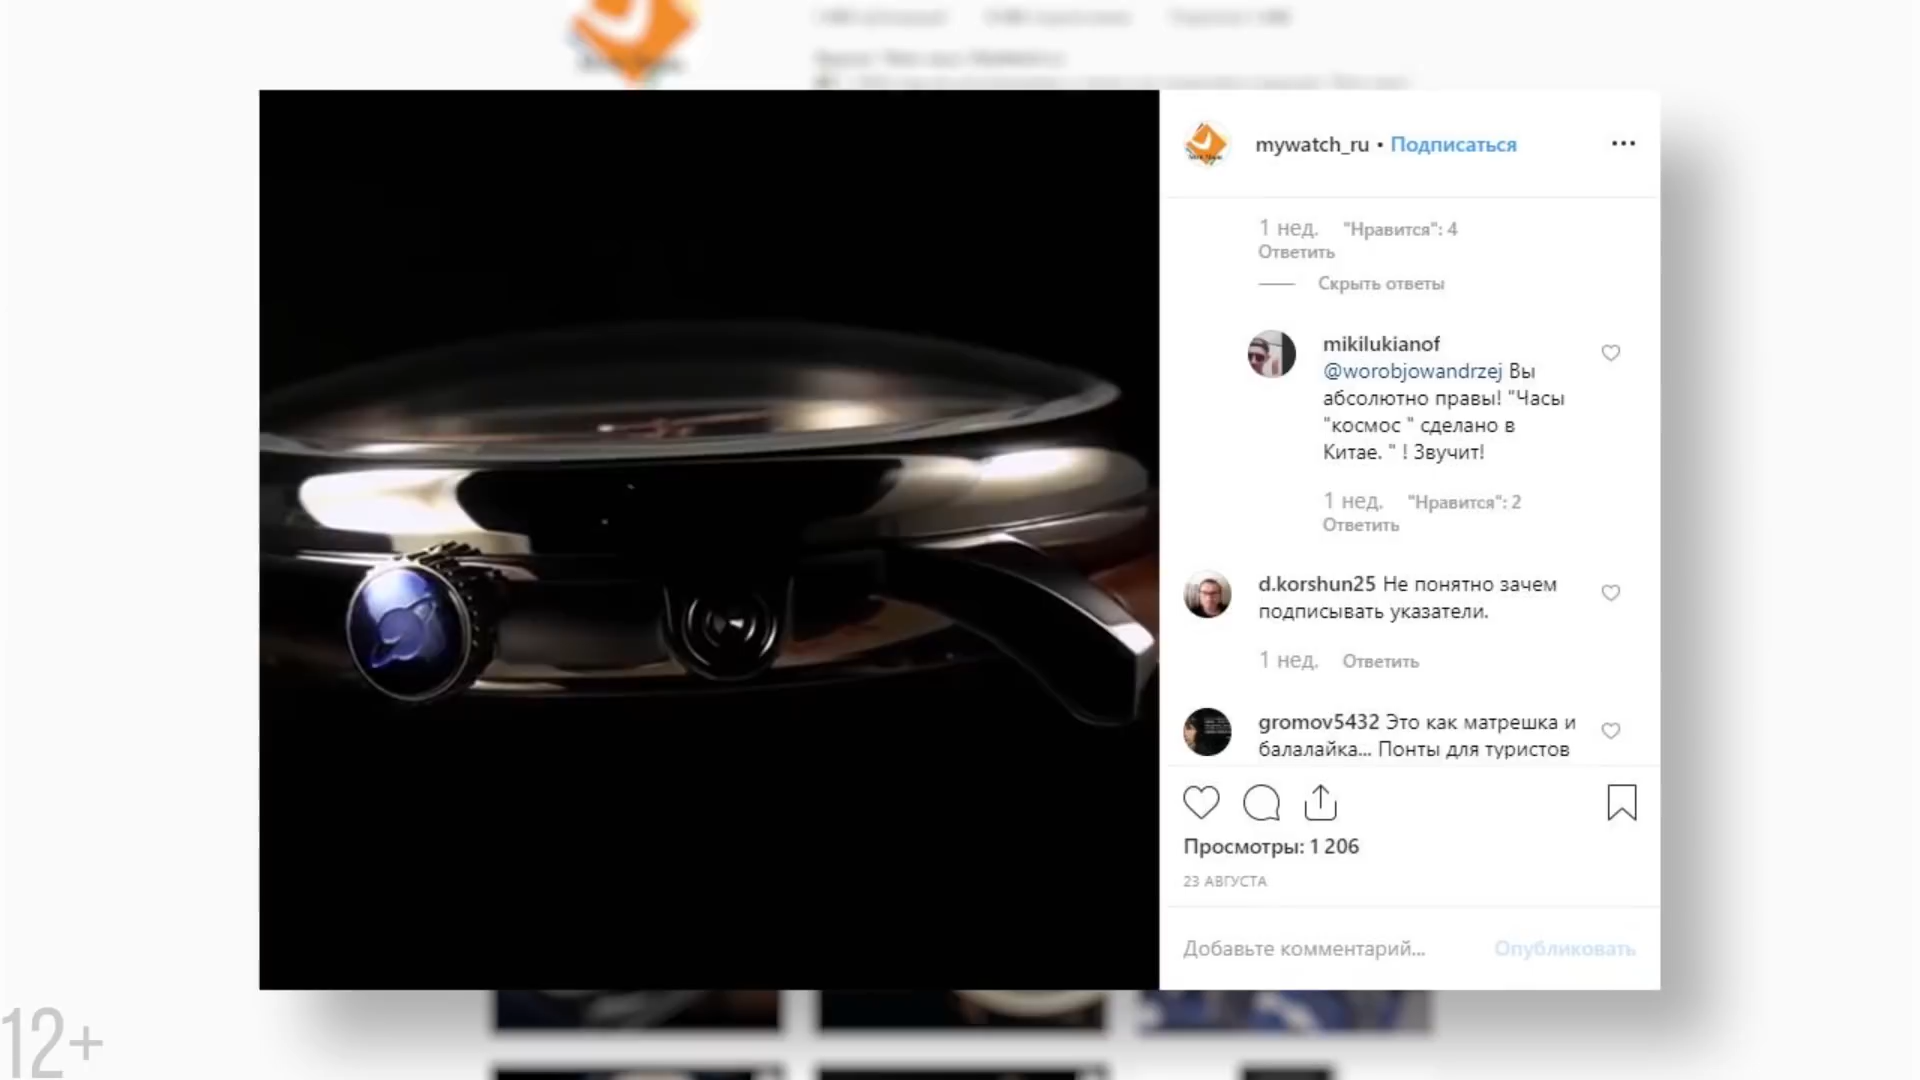 mywatch_ru • Подписаться
1 нед. "Нравится": 4
Ответить
Скрыть ответы
mikilukianof
@worobjowandrzej Вы
абсолютно правы! "Часы
"космос " сделано в
Китае. " ! Звучит!
1 нед. "Нравится": 2
Ответить
d.korshun25 Не понятно зачем
подписывать указатели.
1 нед. Ответить
gromov5432 Это как матрешка и
балалайка... Понты для туристов
Просмотры: 1 206
23 АВГУСТА
Добавьте комментарий... Опубликовать
12+